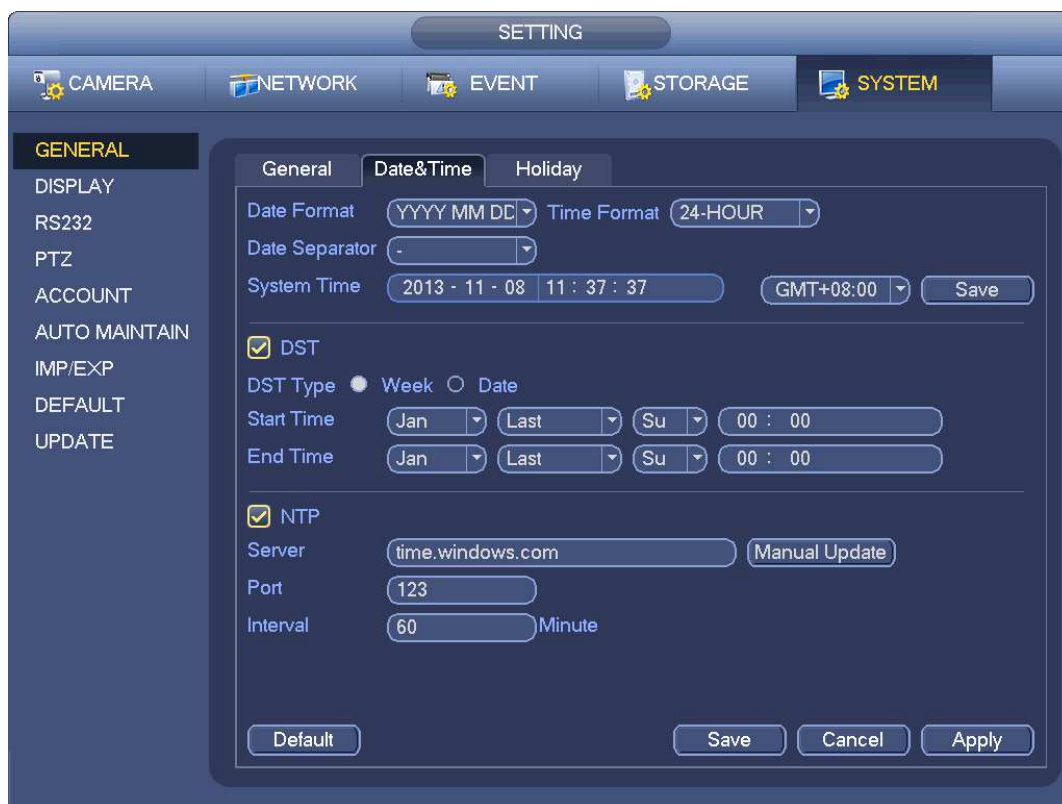 SETTING
CAMERA NETWORK EVENT STORAGE SYSTEM
GENERAL
DISPLAY
RS232
PTZ
ACCOUNT
AUTO MAINTAIN
IMP/EXP
DEFAULT
UPDATE
General Date&Time Holiday
Date Format YYYY MM DD Time Format 24-HOUR
Date Separator -
System Time 2013 - 11 - 08 11 : 37 : 37 GMT+08:00 Save
DST
DST Type Week Date
Start Time Jan Last Su 00 : 00
End Time Jan Last Su 00 : 00
NTP
Server time.windows.com Manual Update
Port 123
Interval 60 Minute
Default Save Cancel Apply